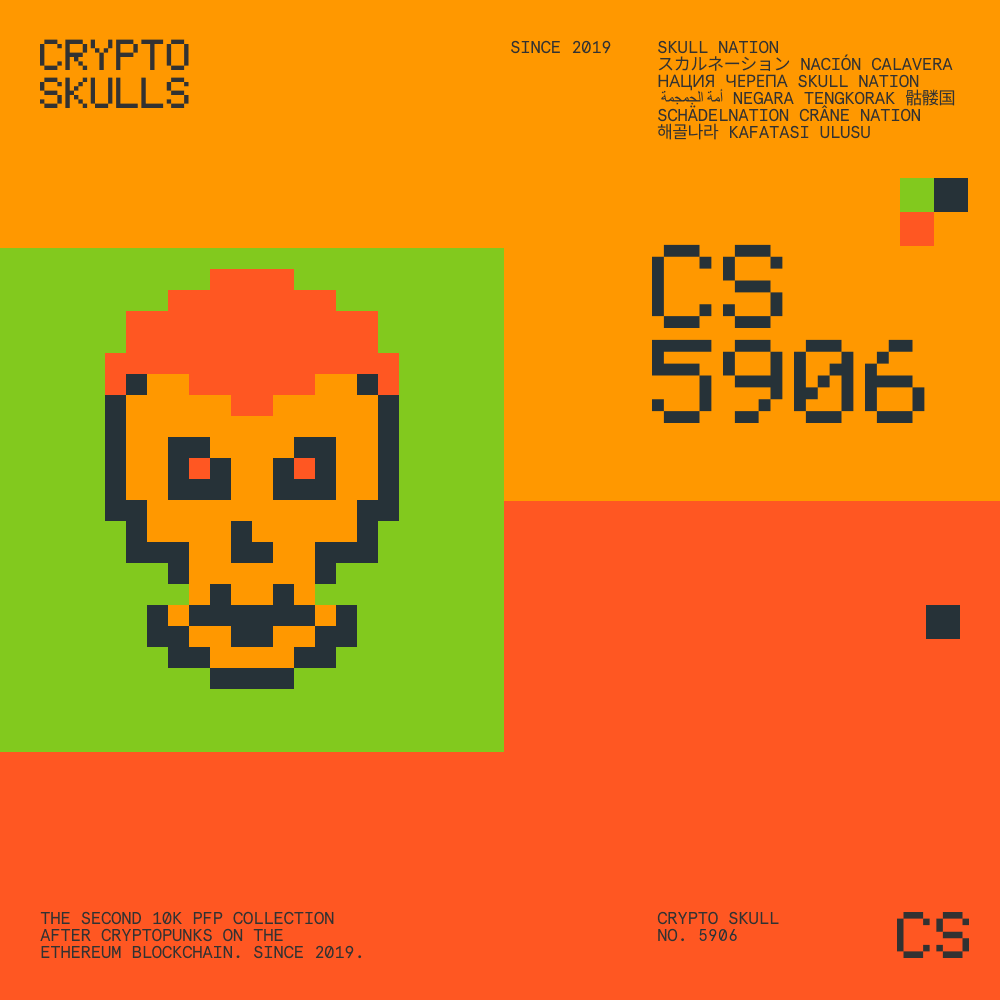 CRYPTO
SKULLS
SINCE 2019
SKULL NATION
スカルネーション NACIÓN CALAVERA
НАЦИЯ ЧЕРЕПА SKULL NATION
أمة الجمجمة NEGARA TENGKORAK 骷髅国
SCHÄDELNATION CRÂNE NATION
해골나라 KAFATASI ULUSU
CS
5906
THE SECOND 10K PFP COLLECTION
AFTER CRYPTOPUNKS ON THE
ETHEREUM BLOCKCHAIN. SINCE 2019.
CRYPTO SKULL
NO. 5906
CS